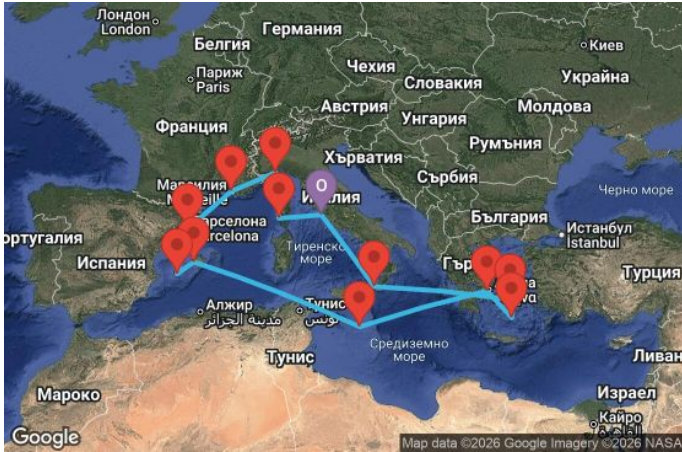 Лондон
London
Германия
Белгия
Киев
Париж
Paris
Чехия
Украйна
Словакия
Австрия
Молдова
Унгария
Франция
Румъния
Хърватия
Марсилия
Сърбия
Черно море
O
България
Истанбул
İstanbul
Барселона
Испания
Тиренско
море
Турция
Алжир
مدينة الجزائر
Тунис
تونس
Средиземно
море
Тунис
Ливан
Мароко
Израел
Кайро
Google
Map data ©2026 Google Imagery ©2026 NASA